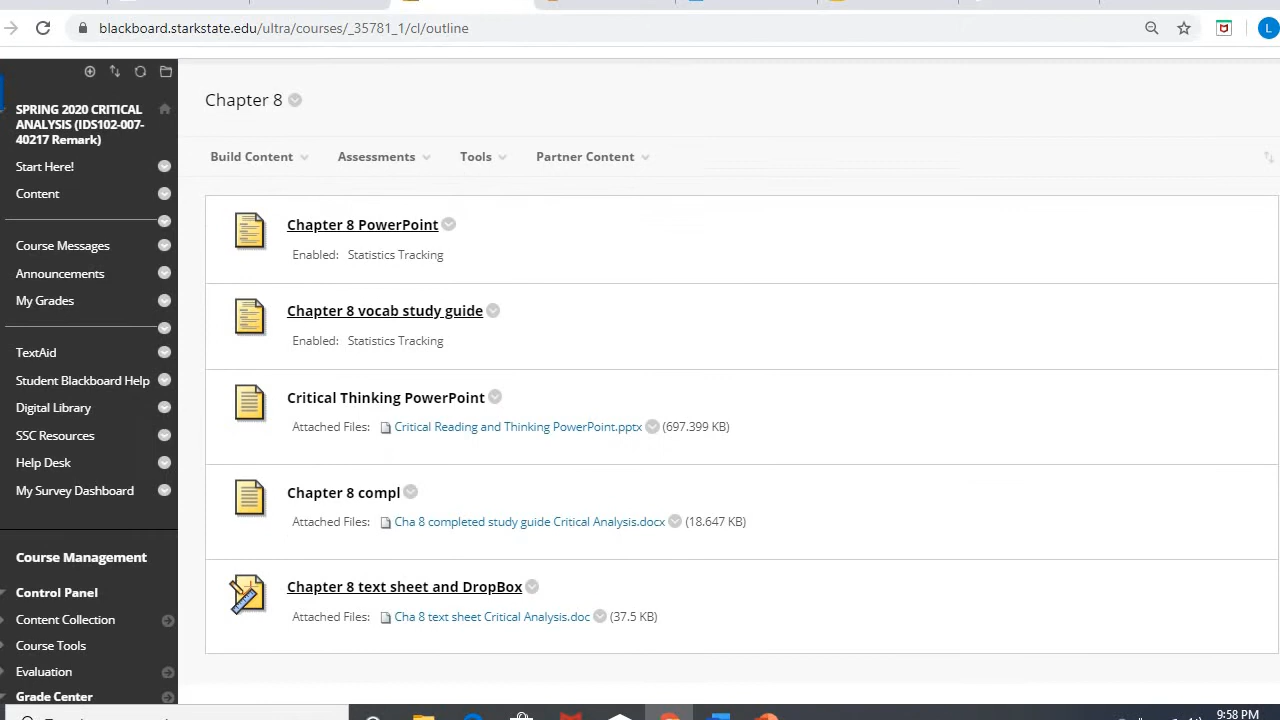 blackboard.starkstate.edu/ultra/courses/_35781_1/cl/outline
L
SPRING 2020 CRITICAL
ANALYSIS (IDS102-007-
40217 Remark)
Start Here!
Content
Course Messages
Announcements
My Grades
TextAid
Student Blackboard Help
Digital Library
SSC Resources
Help Desk
My Survey Dashboard
Course Management
Control Panel
Content Collection
Course Tools
Evaluation
Grade Center
Chapter 8
Build Content Assessments Tools Partner Content
Chapter 8 PowerPoint
Enabled: Statistics Tracking
Chapter 8 vocab study guide
Enabled: Statistics Tracking
Critical Thinking PowerPoint
Attached Files: Critical Reading and Thinking PowerPoint.pptx (697.399 KB)
Chapter 8 compl
Attached Files: Cha 8 completed study guide Critical Analysis.docx (18.647 KB)
Chapter 8 text sheet and DropBox
Attached Files: Cha 8 text sheet Critical Analysis.doc (37.5 KB)
9:58 PM